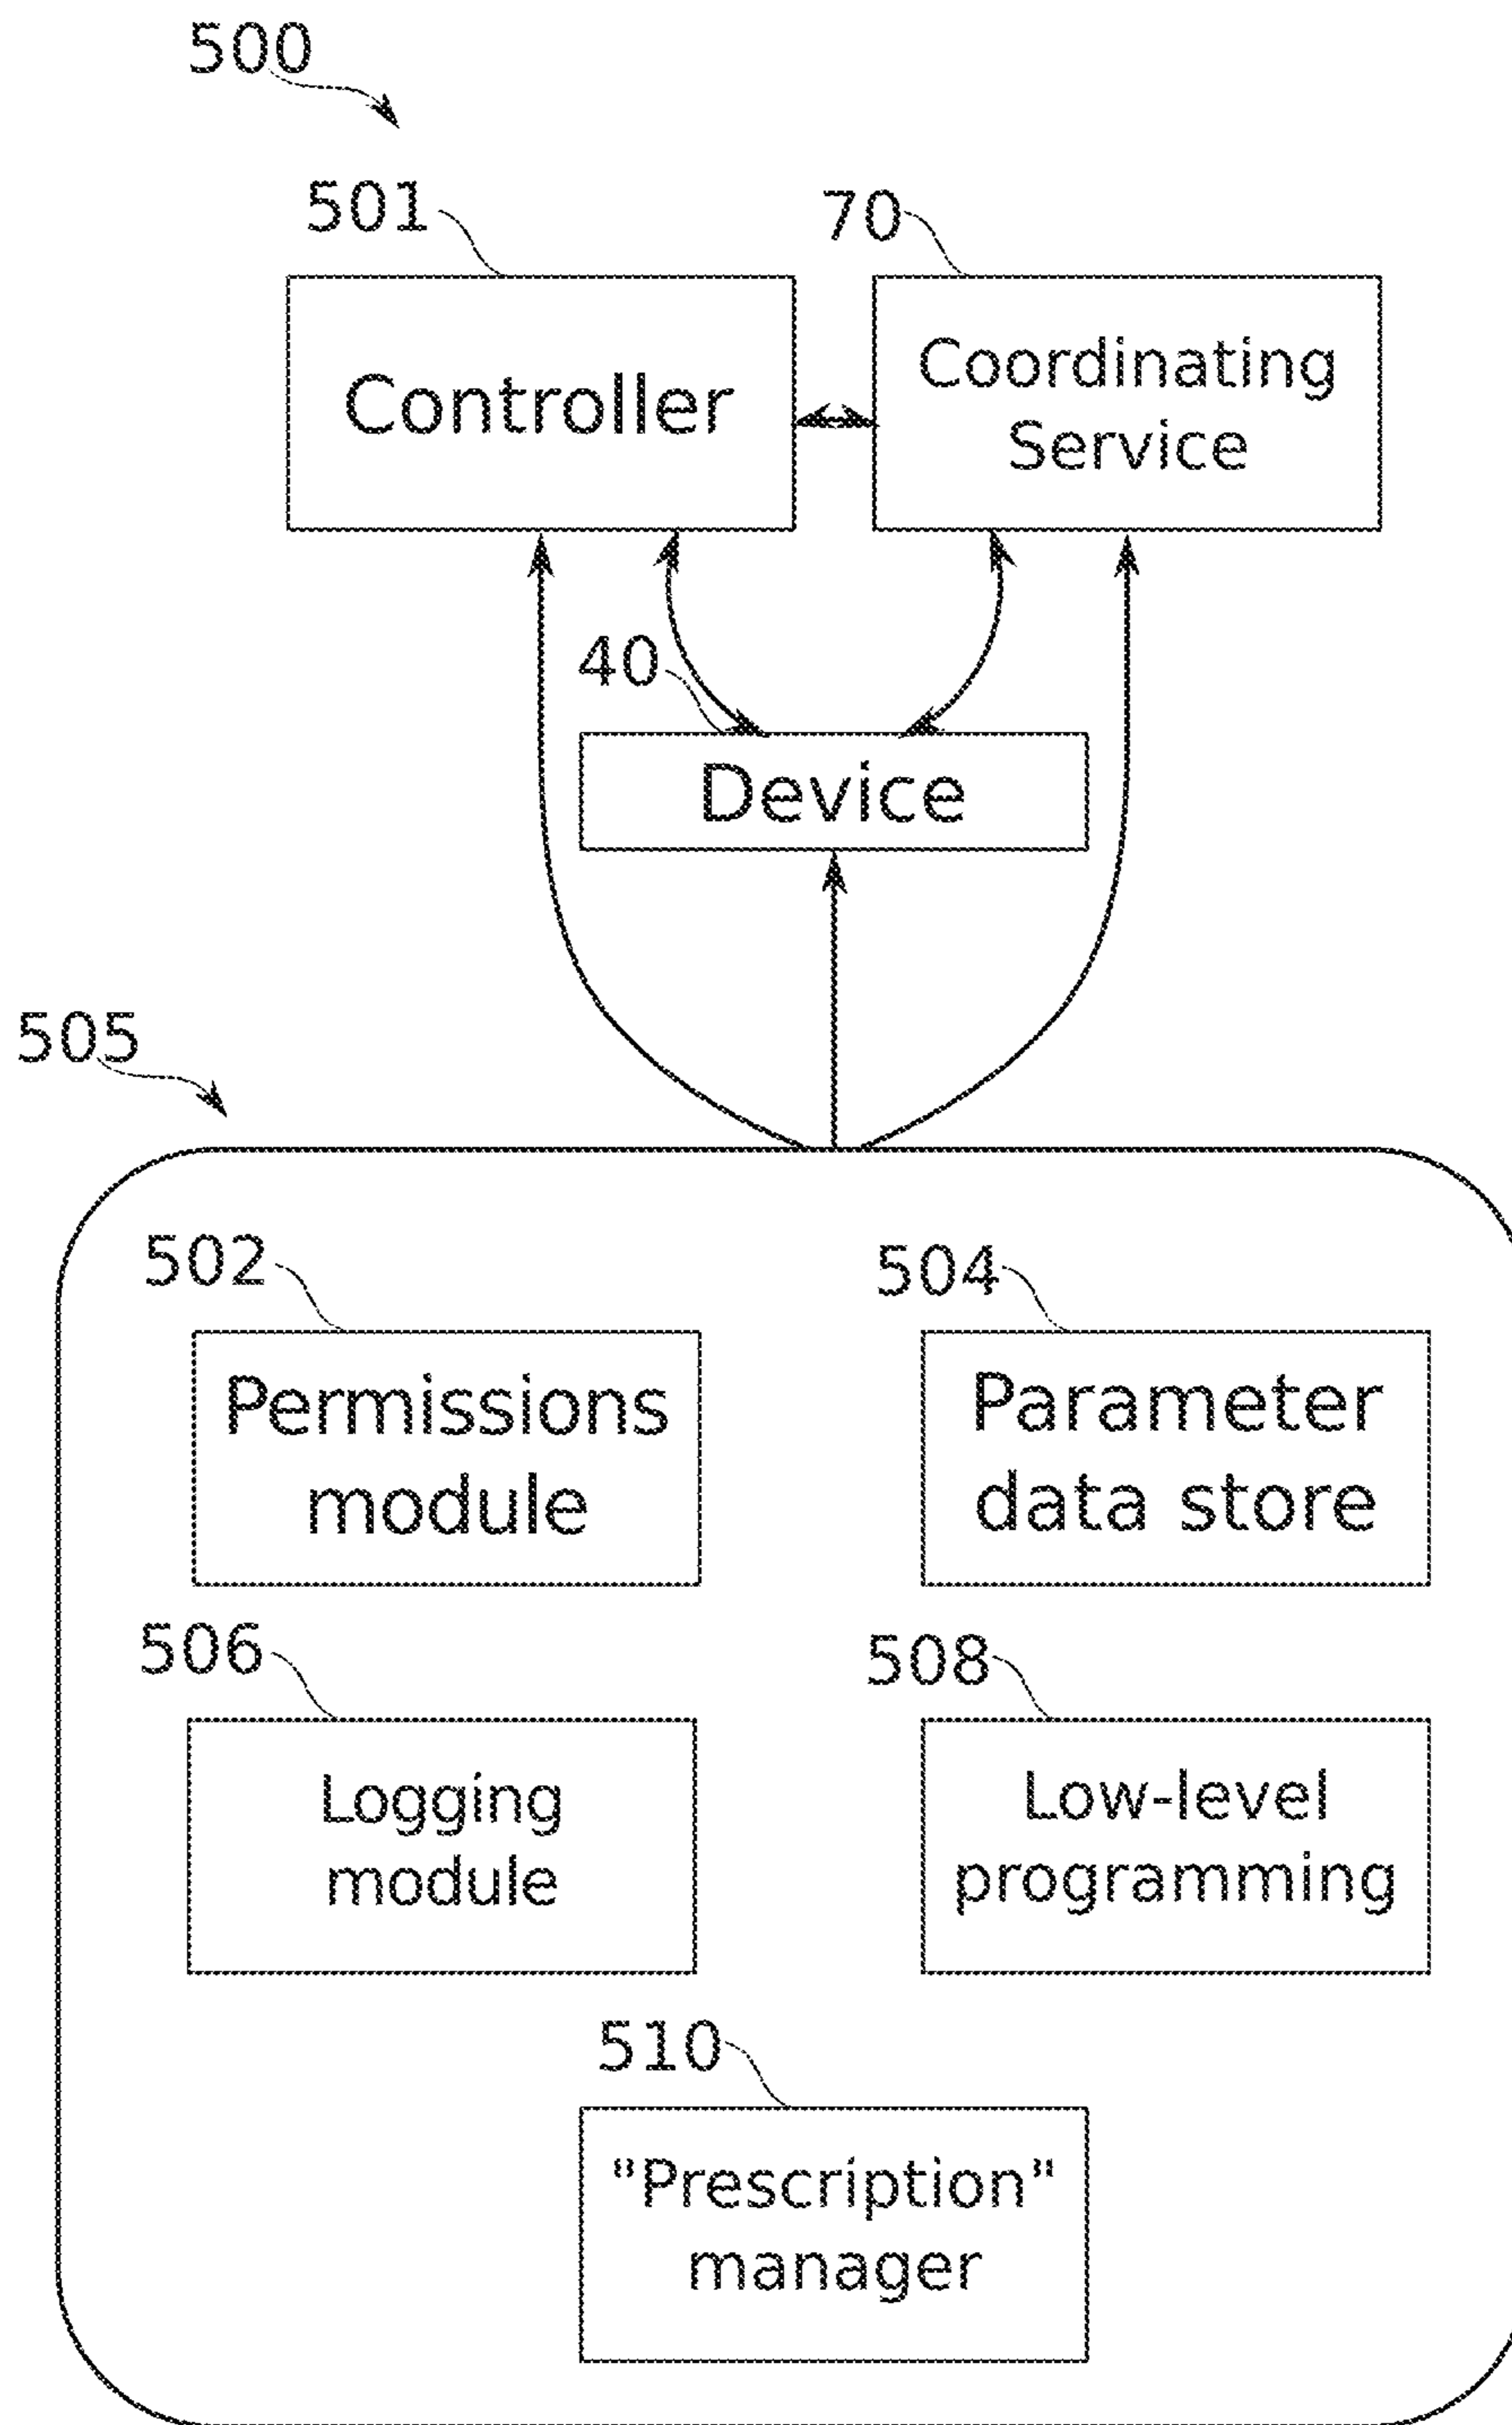 500
501
70
Controller
Coordinating
Service
40
Device
505
502
504
Permissions
module
Parameter
data store
506
508
Logging
module
Low-level
programming
510
"Prescription"
manager